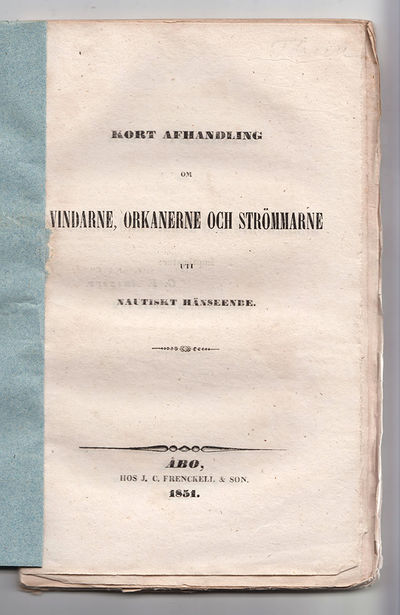 KORT AFHANDLING
OM
VINDARNE, ORKANERNE OCH STRÖMMARNE
UTI
NAUTISKT HÄNSEENDE.
ÅBO,
HOS J. C. FRENCKELL & SON.
1851.